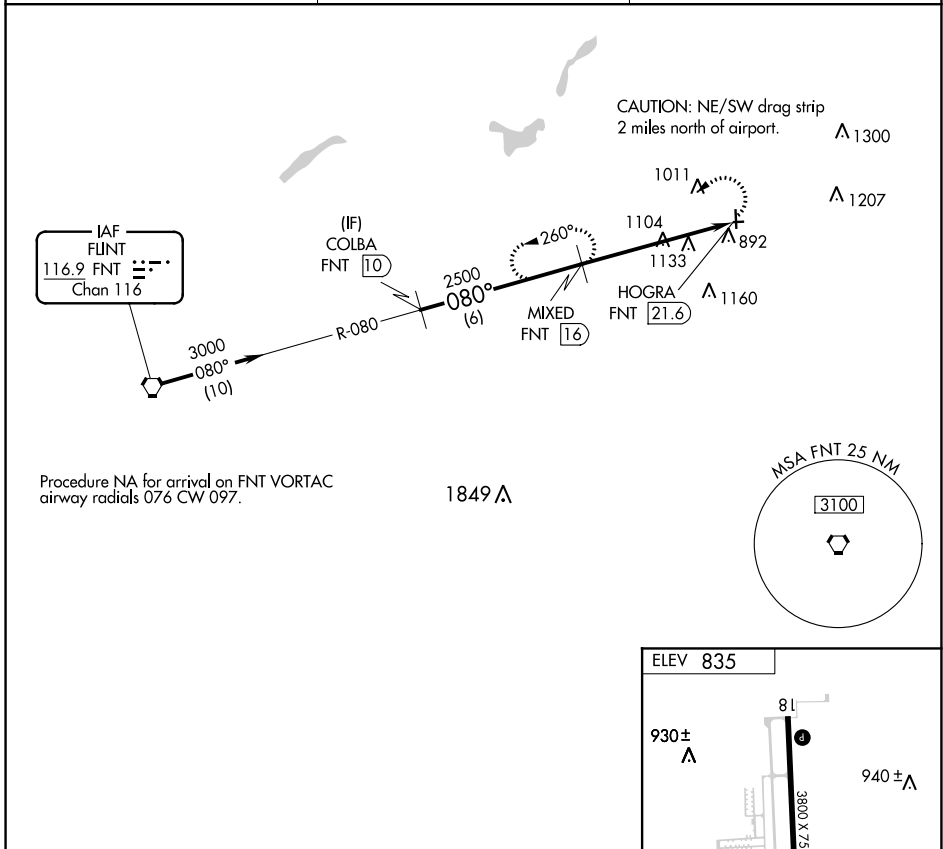 CAUTION: NE/SW drag strip
2 miles north of airport.
1300
1011
1207
IAF
FLINT
116.9 FNT
Chan 116
(IF)
COLBA
FNT 10
260°
1104
892
1133
2500
080°
(6)
MIXED
FNT 16
HOGRA
FNT 21.6
1160
R-080
3000
080°
(10)
Procedure NA for arrival on FNT VORTAC
airway radials 076 CW 097.
1849
MSA FNT 25 NM
3100
ELEV 835
18
930±
P
940±
3800 X 75